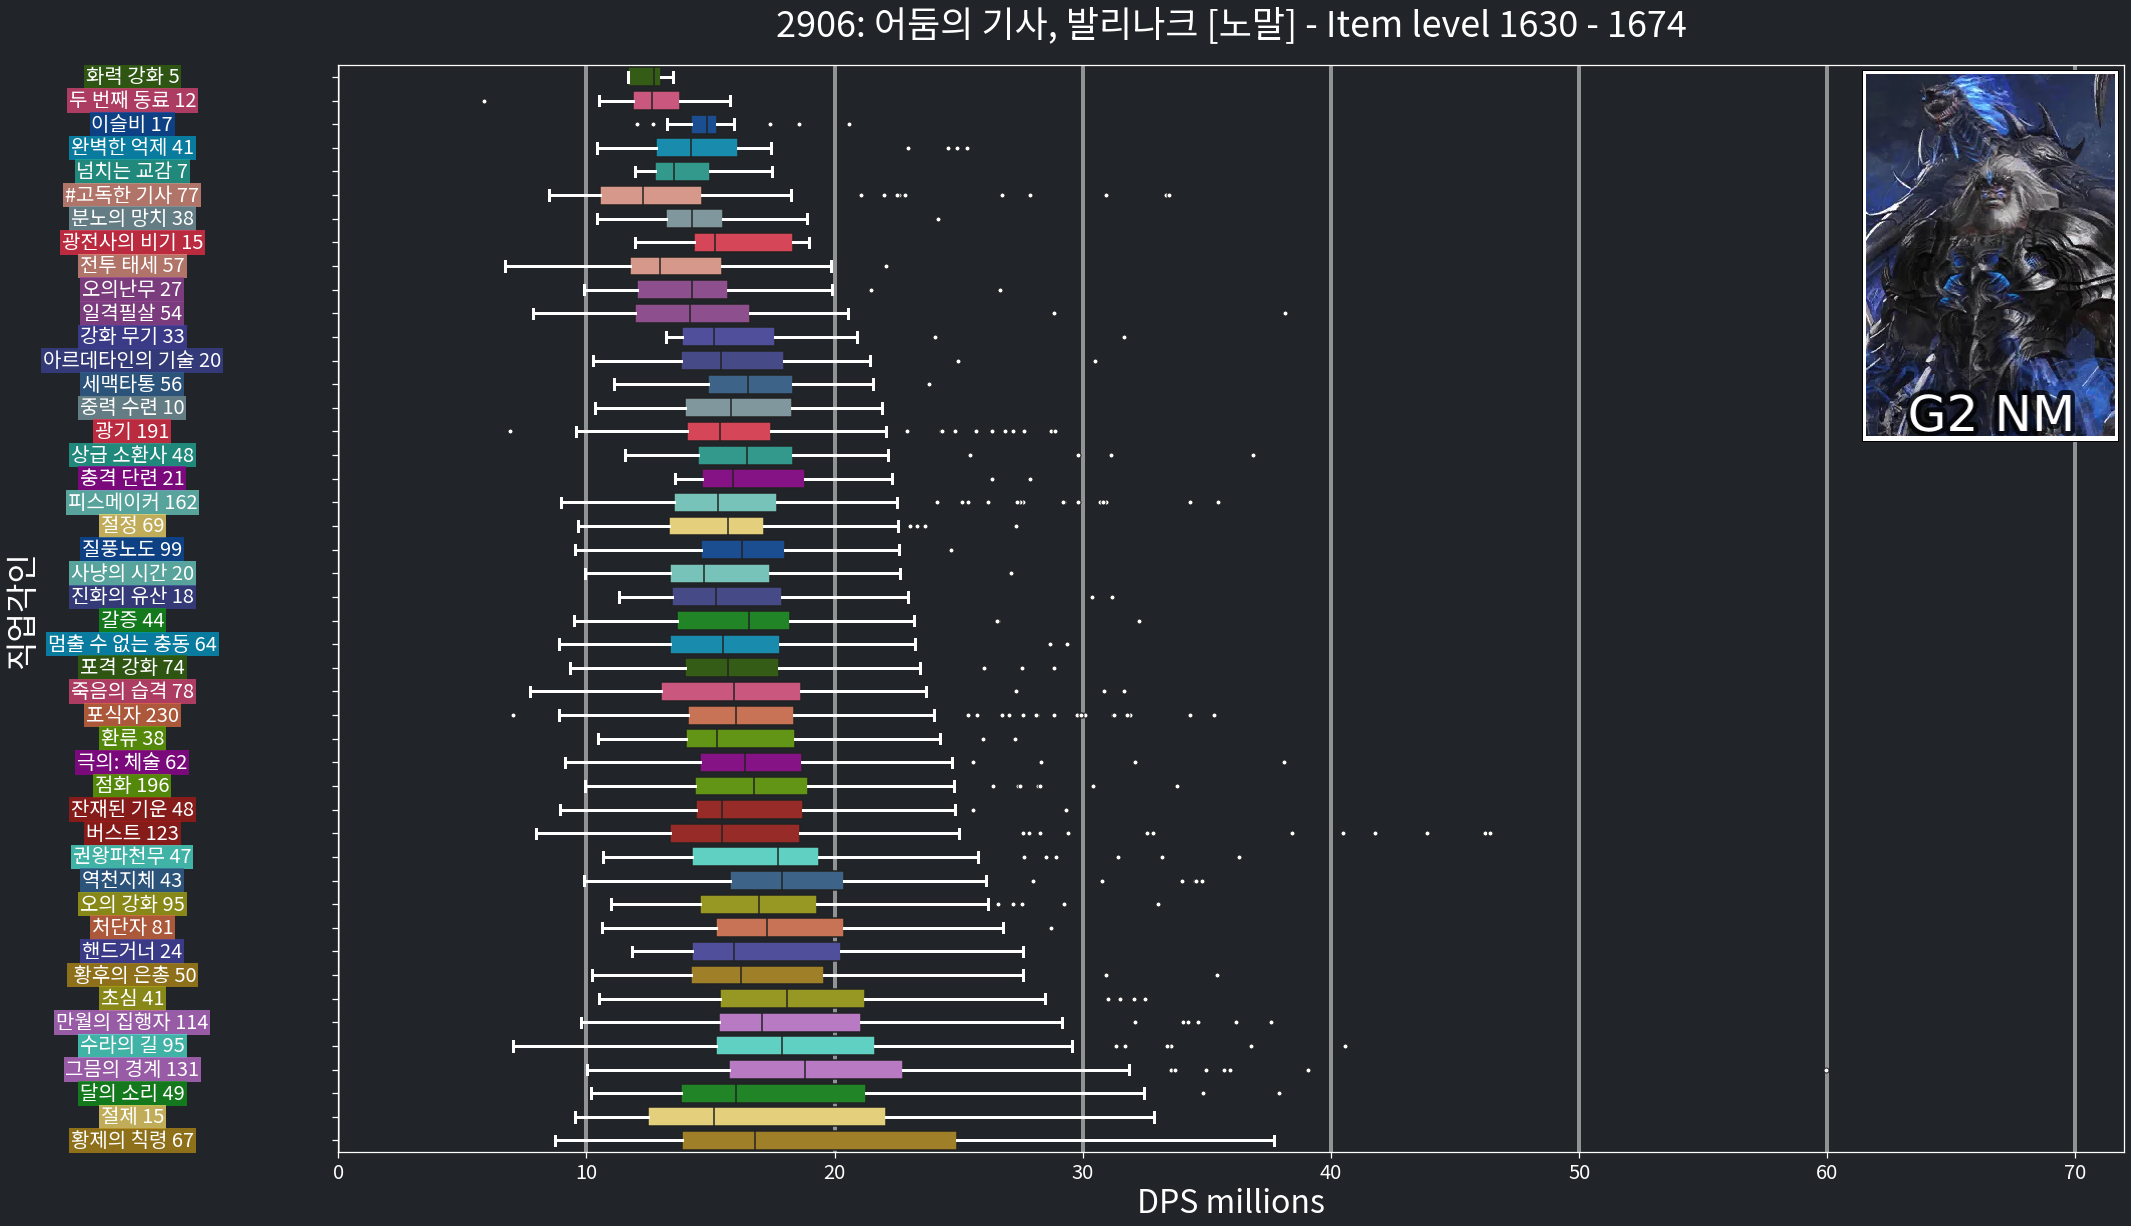 2906: 어둠의 기사, 발리나크 [노말] - Item level 1630 - 1674
화력 강화 5
두 번째 동료 12
이슬비 17
완벽한 억제 41
넘치는 교감 7
#고독한 기사 77
분노의 망치 38
광전사의 비기 15
전투 태세 57
오의난무 27
일격필살 54
강화 무기 33
아르데타인의 기술 20
세맥타통 56
중력 수련 10
광기 191
상급 소환사 48
충격 단련 21
피스메이커 162
절정 69
질풍노도 99
사냥의 시간 20
진화의 유산 18
갈증 44
멈출 수 없는 충동 64
포격 강화 74
죽음의 습격 78
포식자 230
환류 38
극의: 체술 62
점화 196
잔재된 기운 48
버스트 123
권왕파천무 47
역천지체 43
오의 강화 95
처단자 81
핸드거너 24
황후의 은총 50
초심 41
만월의 집행자 114
수라의 길 95
그믐의 경계 131
달의 소리 49
절제 15
황제의 칙령 67
직업각인
G2 NM
0 10 20 30 40 50 60 70
DPS millions